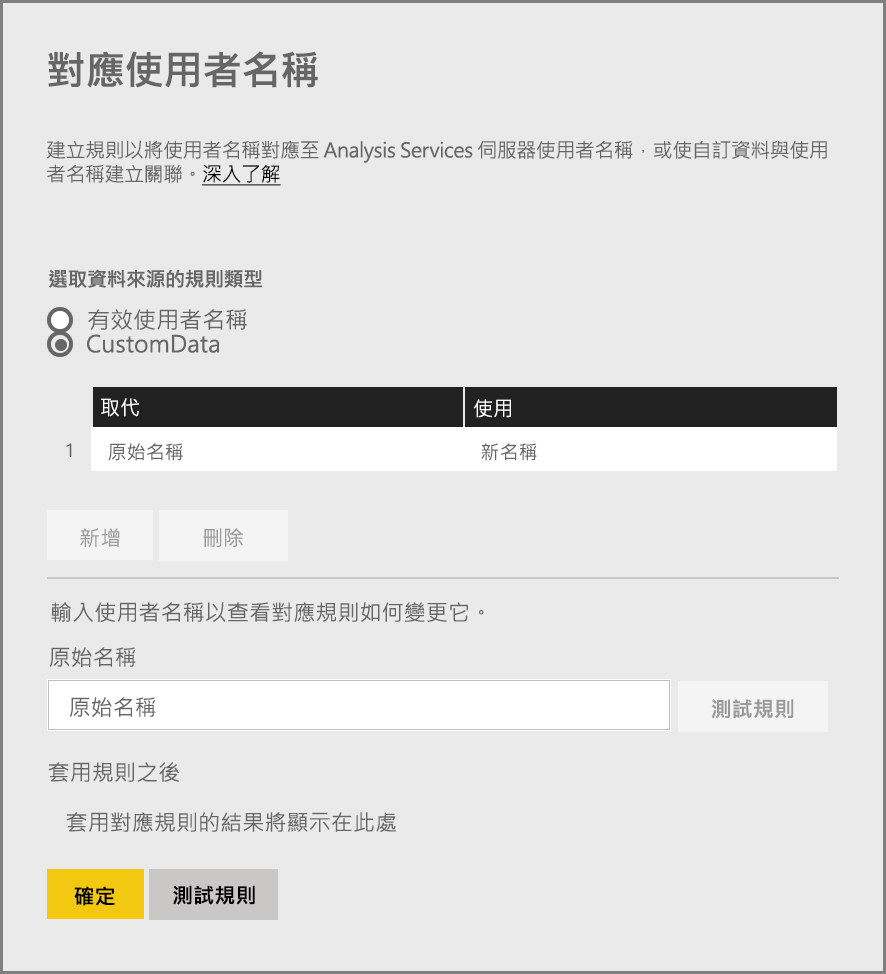 對應使用者名稱
建立規則以將使用者名稱對應至 Analysis Services 伺服器使用者名稱，或使自訂資料與使用
者名稱建立關聯。深入了解
選取資料來源的規則類型
有效使用者名稱
CustomData
取代 使用
1 原始名稱 新名稱
新增 刪除
輸入使用者名稱以查看對應規則如何變更它。
原始名稱
原始名稱 測試規則
套用規則之後
套用對應規則的結果將顯示在此處
確定 測試規則